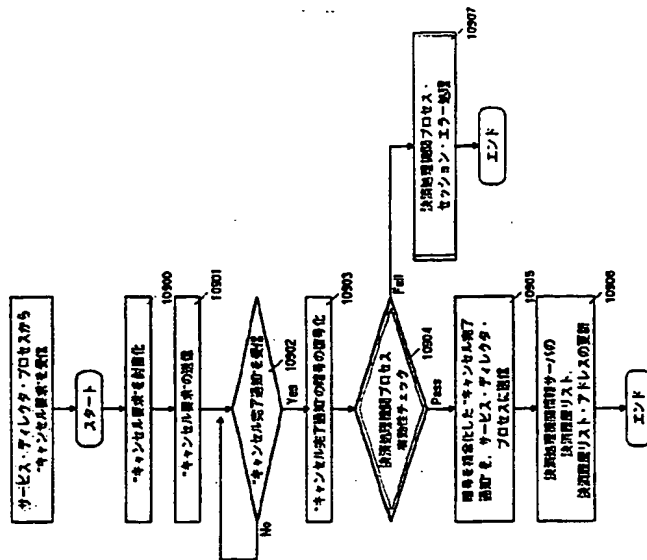 サービス・ディレクタ・プロセスから
"キャンセル要求"を受信
スタート
"キャンセル要求"を封書化
10900
"キャンセル要求"の送信
10901
"キャンセル完了通知"を受信
10902
No
Yes
"キャンセル完了通知"の暗号の復号化
10903
決済処理機関プロセス
有効性チェック
10904
Fail
Pass
決済処理機関プロセス・
セッション・エラー処理
10907
エンド
暗号を復号化した"キャンセル完了
通知"を、サービス・ディレクタ・
プロセスに送信
10905
決済処理機関情報サーバの
決済履歴リスト、
決済履歴リスト・アドレスの更新
10906
エンド